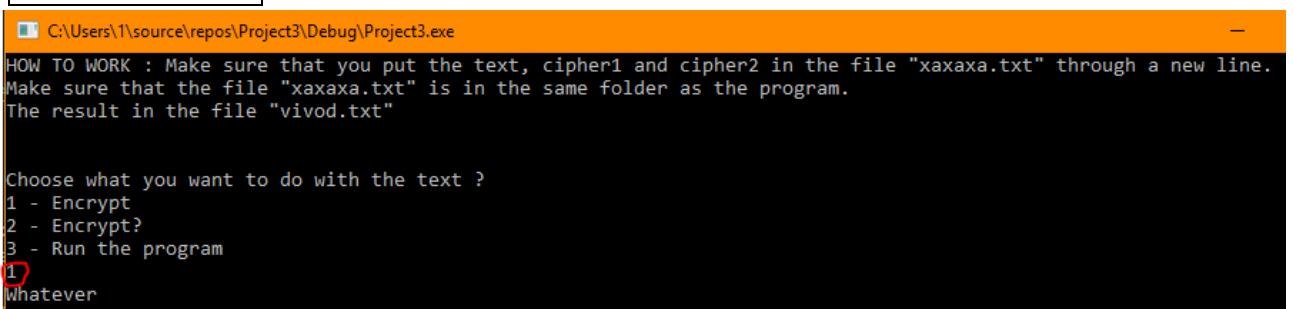 C:\Users\1\source\repos\Project3\Debug\Project3.exe
HOW TO WORK : Make sure that you put the text, cipher1 and cipher2 in the file "xaxaxa.txt" through a new line.
Make sure that the file "xaxaxa.txt" is in the same folder as the program.
The result in the file "vivod.txt"
Choose what you want to do with the text ?
1 - Encrypt
2 - Encrypt?
3 - Run the program
1
Whatever